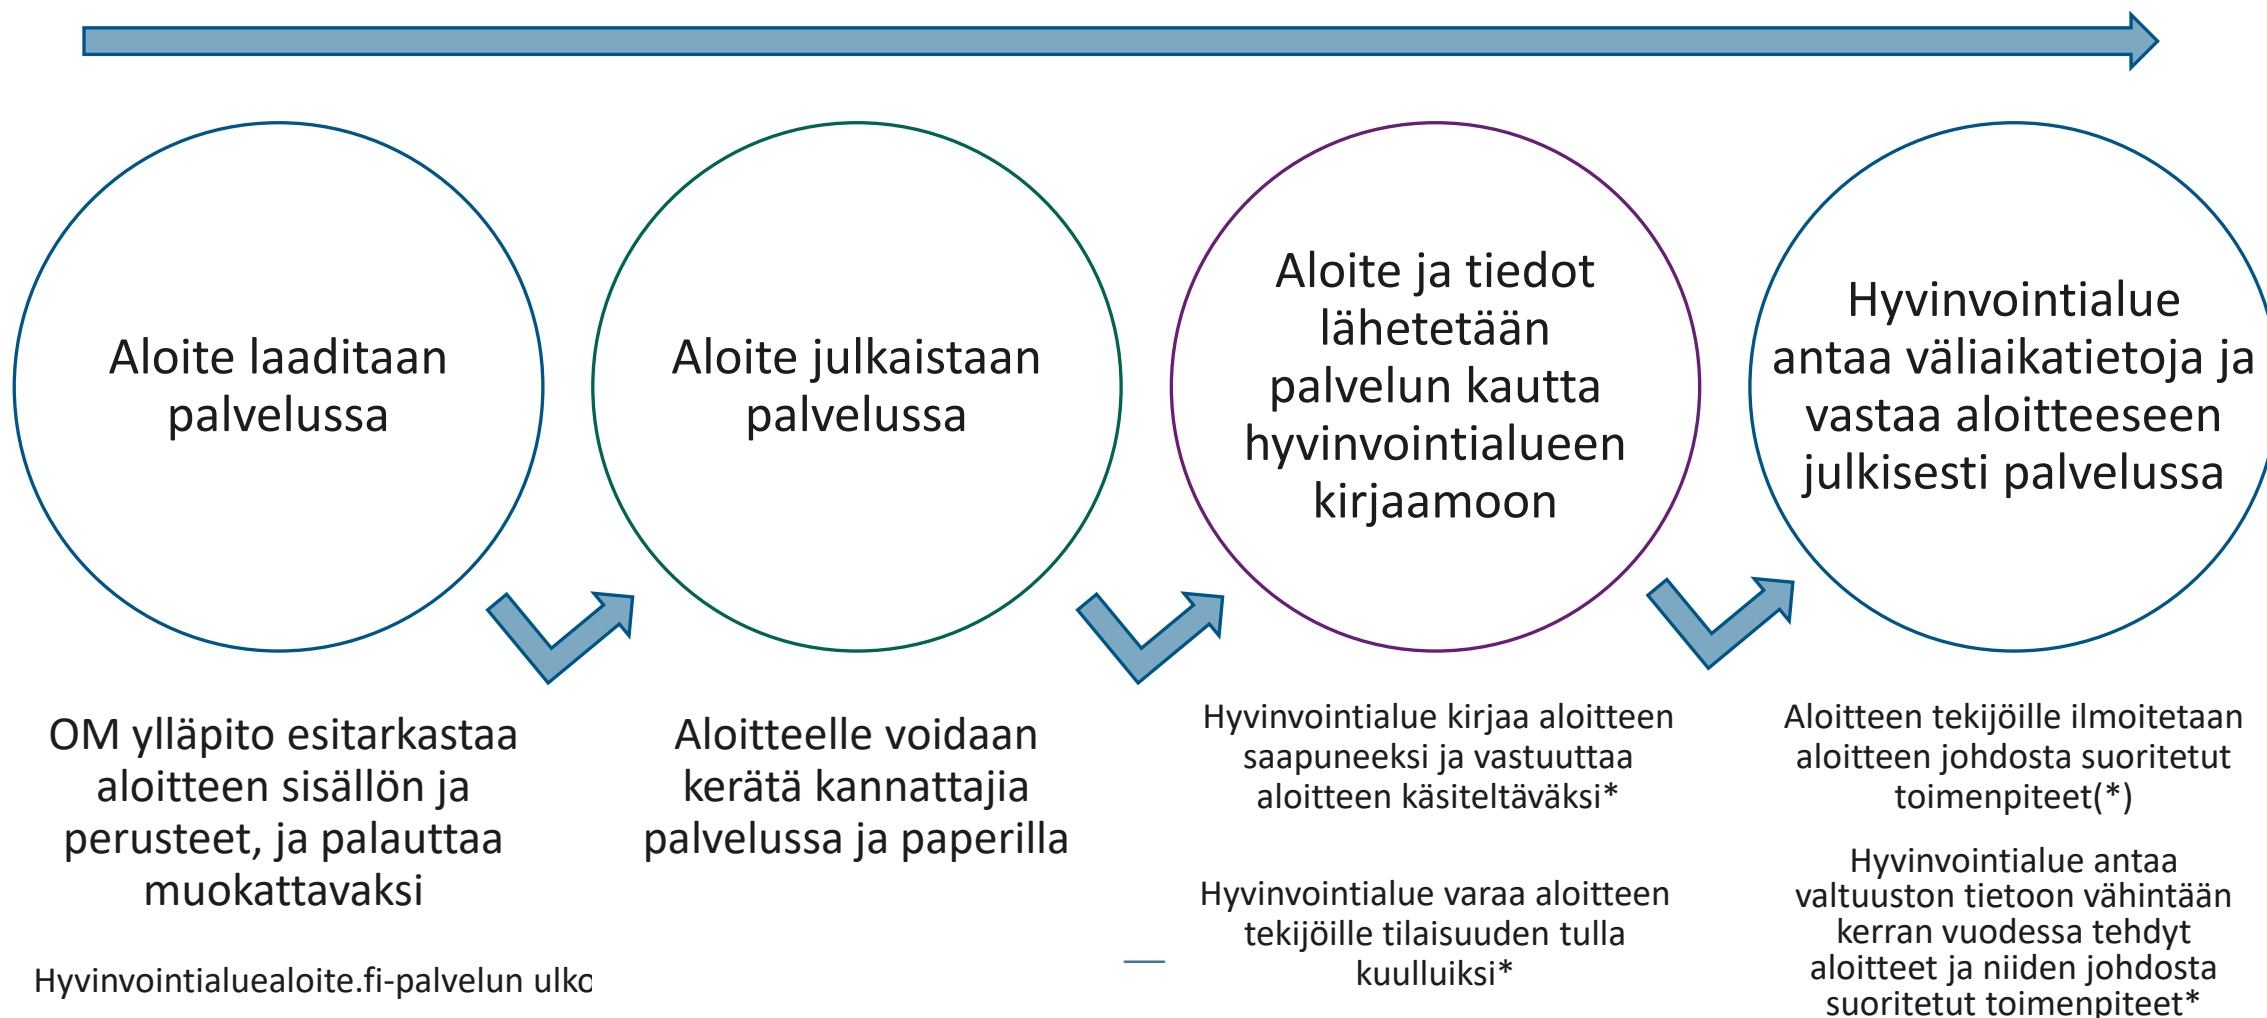 Aloite laaditaan
palvelussa
Aloite julkaistaan
palvelussa
Aloite ja tiedot
lähetetään
palvelun kautta
hyvinvointialueen
kirjaamoon
Hyvinvointialue
antaa väliaikatietoja ja
vastaa aloitteeseen
julkisesti palvelussa
OM ylläpito esitarkastaa
aloitteen sisällön ja
perusteet, ja palauttaa
muokattavaksi
Hyvinvointialuealoite.fi-palvelun
Aloitteelle voidaan
kerätä kannattajia
palvelussa ja paperilla
Hyvinvointialue kirjaa aloitteen
saapuneeksi ja vastuuttaa
aloitteen käsiteltäväksi*
Hyvinvointialue varaa aloitteen
tekijöille tilaisuuden tulla
kuulluiksi*
Aloitteen tekijöille ilmoitetaan
aloitteen johdosta suoritetut
toimenpiteet(*)
Hyvinvointialue antaa
valtuuston tietoon vähintään
kerran vuodessa tehdyt
aloitteet ja niiden johdosta
suoritetut toimenpiteet*